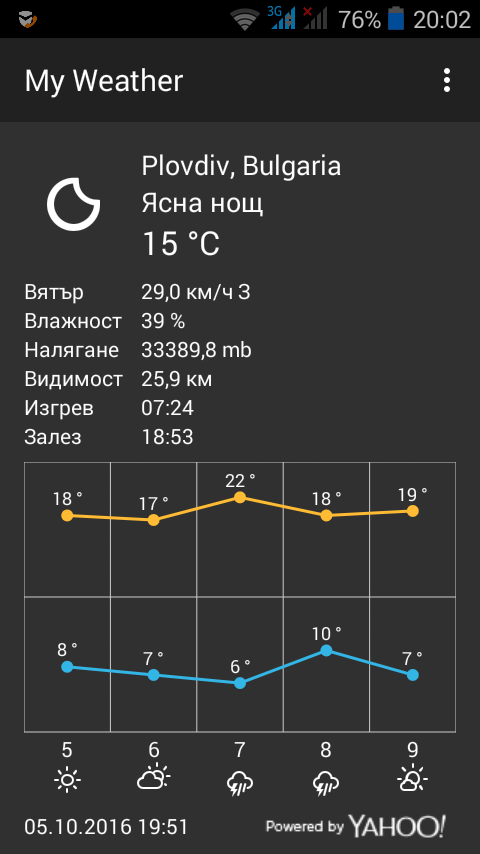 3G 76% 20:02
My Weather
Plovdiv, Bulgaria
Ясна нощ
15 °C
Вятър 29,0 км/ч З
Влажност 39 %
Налягане 33389,8 mb
Видимост 25,9 км
Изгрев 07:24
Залез 18:53
18 ° 17 ° 22 ° 18 ° 19 °
8 ° 7 ° 6 ° 10 ° 7 °
5 6 7 8 9
05.10.2016 19:51 Powered by YAHOO!